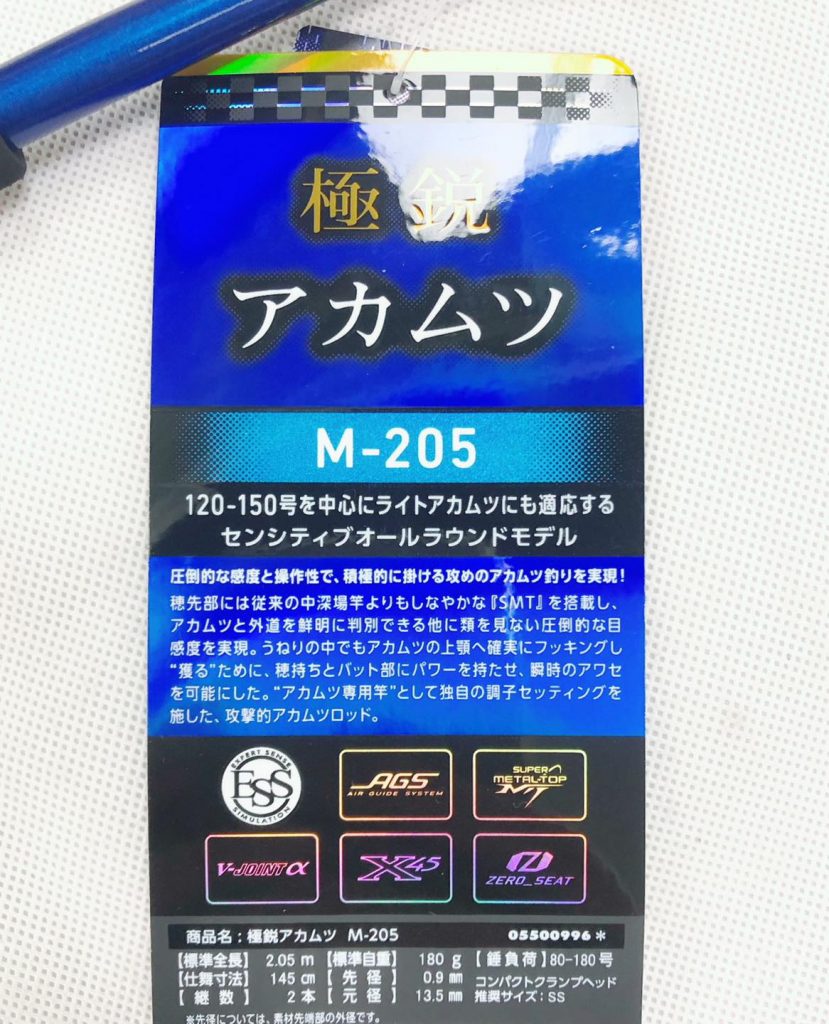 極鋭
アカムツ
M-205
120-150号を中心にライトアカムツにも適応する
センシティブオールラウンドモデル
圧倒的な感度と操作性で、積極的に掛ける攻めのアカムツ釣りを実現！
穂先部には従来の中深場竿よりもしなやかな『SMT』を搭載し、
アカムツと外道を鮮明に判別できる他に類を見ない圧倒的な目
感度を実現。うねりの中でもアカムツの上顎へ確実にフッキングし
“獲る”ために、穂持ちとバット部にパワーを持たせ、瞬時のアワセ
を可能にした。“アカムツ専用竿”として独自の調子セッティングを
施した、攻撃的アカムツロッド。
EXPERT SENSE
ESS
SIMULATION
AGS
AIR GUIDE SYSTEM
SUPER
METAL-TOP
MT
V-JOINTα
X45
ZERO_SEAT
商品名：極鋭アカムツ M-205 05500996＊
【標準全長】 2.05 m 【標準自重】 180 g 【錘負荷】80-180号
【仕舞寸法】 145 cm 【先径】 0.9 mm コンパクトクランプヘッド
【継数】 2本 【元径】 13.5 mm 推奨サイズ：SS
※先径については、素材先端部の外径です。